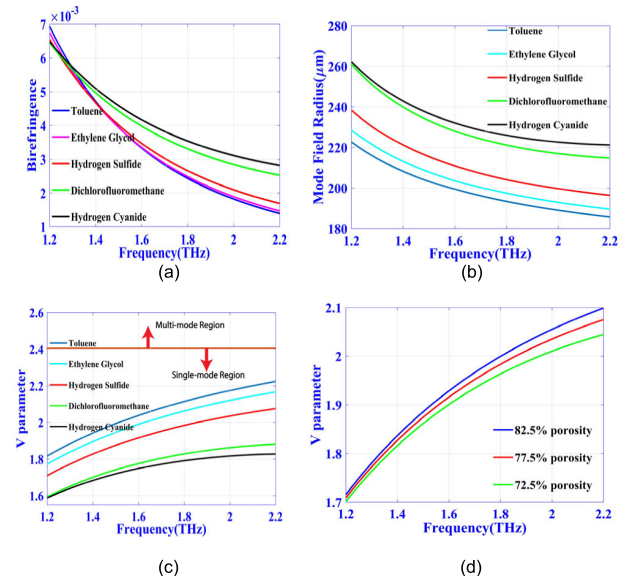 7 ×10⁻³
6
5
4
3
2
1
Birefringence
Toluene
Ethylene Glycol
Hydrogen Sulfide
Dichlorofluoromethane
Hydrogen Cyanide
1.2 1.4 1.6 1.8 2 2.2
Frequency(THz)
(a)
280
260
240
220
200
180
Mode Field Radius(μm)
Toluene
Ethylene Glycol
Hydrogen Sulfide
Dichlorofluoromethane
Hydrogen Cyanide
1.2 1.4 1.6 1.8 2 2.2
Frequency(THz)
(b)
2.6
2.4
2.2
2
1.8
1.6
V parameter
Multi-mode Region
Single-mode Region
Toluene
Ethylene Glycol
Hydrogen Sulfide
Dichlorofluoromethane
Hydrogen Cyanide
1.2 1.4 1.6 1.8 2 2.2
Frequency(THz)
(c)
2.1
2
1.9
1.8
1.7
V parameter
82.5% porosity
77.5% porosity
72.5% porosity
1.2 1.4 1.6 1.8 2 2.2
Frequency(THz)
(d)